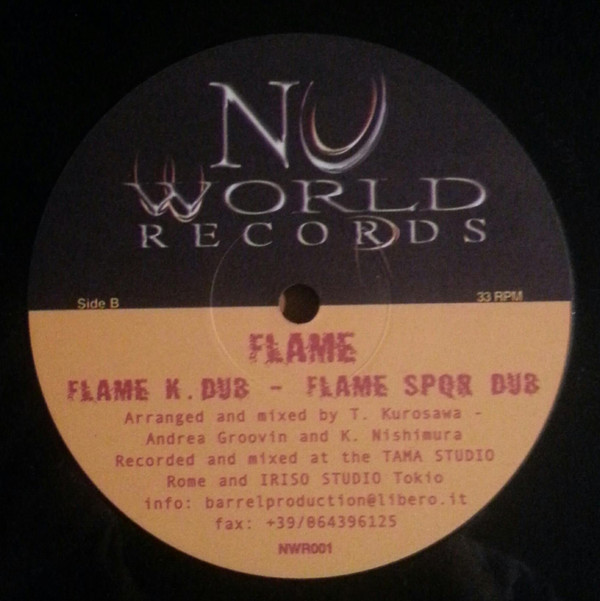 NU
WORLD
RECORDS
Side B
33 RPM
FLAME
FLAME K.DUB - FLAME SPQR DUB
Arranged and mixed by T. Kurosawa -
Andrea Groovin and K. Nishimura
Recorded and mixed at the TAMA STUDIO
Rome and IRISO STUDIO Tokio
info: barrelproduction@libero.it
fax: +39/064396125
NWR001